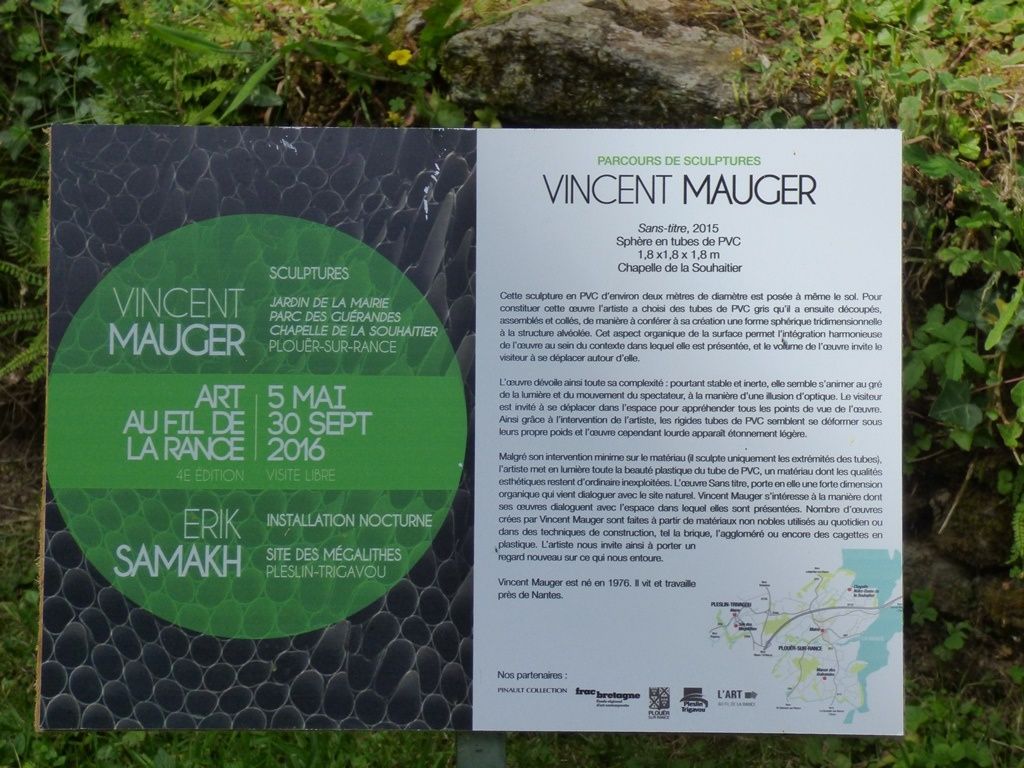 VINCENT
MAUGER
SCULPTURES
JARDIN DE LA MAIRIE
PARC DES GUÉRANDES
CHAPELLE DE LA SOUHAITIER
PLOUËR-SUR-RANCE
ART
AU FIL DE
LA RANCE
4E ÉDITION
5 MAI
30 SEPT
2016
VISITE LIBRE
ERIK
SAMAKH
INSTALLATION NOCTURNE
SITE DES MÉGALITHES
PLESLIN-TRIGAVOU
PARCOURS DE SCULPTURES
VINCENT MAUGER
Sans-titre, 2015
Sphère en tubes de PVC
1,8 x1,8 x 1,8 m
Chapelle de la Souhaitier
Cette sculpture en PVC d'environ deux mètres de diamètre est posée à même le sol. Pour
constituer cette œuvre l'artiste a choisi des tubes de PVC gris qu'il a ensuite découpés,
assemblés et collés, de manière à conférer à sa création une forme sphérique tridimensionnelle
à la structure alvéolée. Cet aspect organique de la surface permet l'intégration harmonieuse
de l'œuvre au sein du contexte dans lequel elle est présentée, et le volume de l'œuvre invite le
visiteur à se déplacer autour d'elle.
L'œuvre dévoile ainsi toute sa complexité : pourtant stable et inerte, elle semble s'animer au gré
de la lumière et du mouvement du spectateur, à la manière d'une illusion d'optique. Le visiteur
est invité à se déplacer dans l'espace pour appréhender tous les points de vue de l'œuvre.
Ainsi grâce à l'intervention de l'artiste, les rigides tubes de PVC semblent se déformer sous
leurs propre poids et l'œuvre cependant lourde apparaît étonnement légère.
Malgré son intervention minime sur le matériau (il sculpte uniquement les extrémités des tubes),
l'artiste met en lumière toute la beauté plastique du tube de PVC, un matériau dont les qualités
esthétiques restent d'ordinaire inexploitées. L'œuvre Sans titre, porte en elle une forte dimension
organique qui vient dialoguer avec le site naturel. Vincent Mauger s'intéresse à la manière dont
ses œuvres dialoguent avec l'espace dans lequel elles sont présentées. Nombre d'œuvres
crées par Vincent Mauger sont faites à partir de matériaux non nobles utilisés au quotidien ou
dans des techniques de construction, tel la brique, l'aggloméré ou encore des cagettes en
plastique. L'artiste nous invite ainsi à porter un
regard nouveau sur ce qui nous entoure.
Vincent Mauger est né en 1976. Il vit et travaille
près de Nantes.
PLESLIN-TRIGAVOU
PLOUËR-SUR-RANCE
Nos partenaires :
PINAULT COLLECTION
frac bretagne
PLOUËR
SUR RANCE
Pleslin
Trigavou
L'ART
AU FIL DE LA RANCE